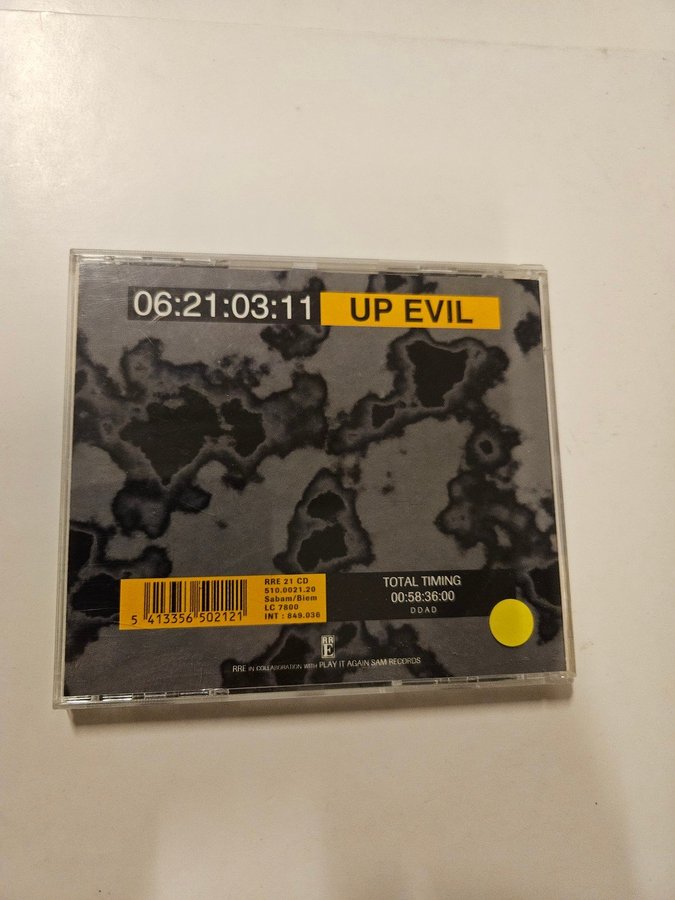 06:21:03:11 UP EVIL
RRE 21 CD
510.0021.20
Sabam/Biem
LC 7800
INT : 849.036
5 413356 502121
TOTAL TIMING
00:58:36:00
DDAD
RRE
RRE IN COLLABORATION WITH PLAY IT AGAIN SAM RECORDS